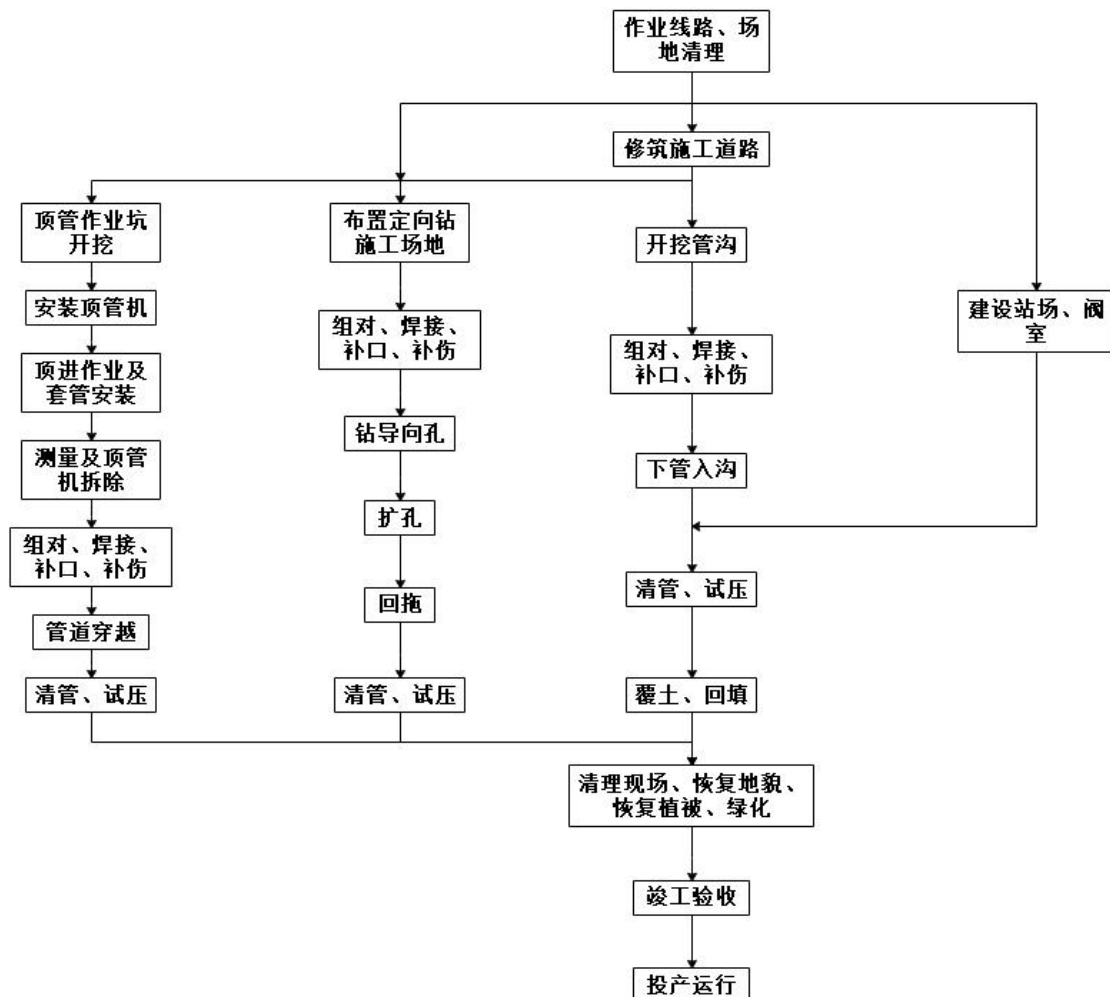 作业线路、场
地清理
修筑施工道路
顶管作业坑
开挖
安装顶管机
顶进作业及
套管安装
测量及顶管
机拆除
组对、焊接、
补口、补伤
管道穿越
清管、试压
布置定向钻
施工场地
组对、焊接、
补口、补伤
钻导向孔
扩孔
回拖
清管、试压
开挖管沟
组对、焊接、
补口、补伤
下管入沟
清管、试压
覆土、回填
建设站场、阀
室
清理现场、恢复地貌、
恢复植被、绿化
竣工验收
投产运行